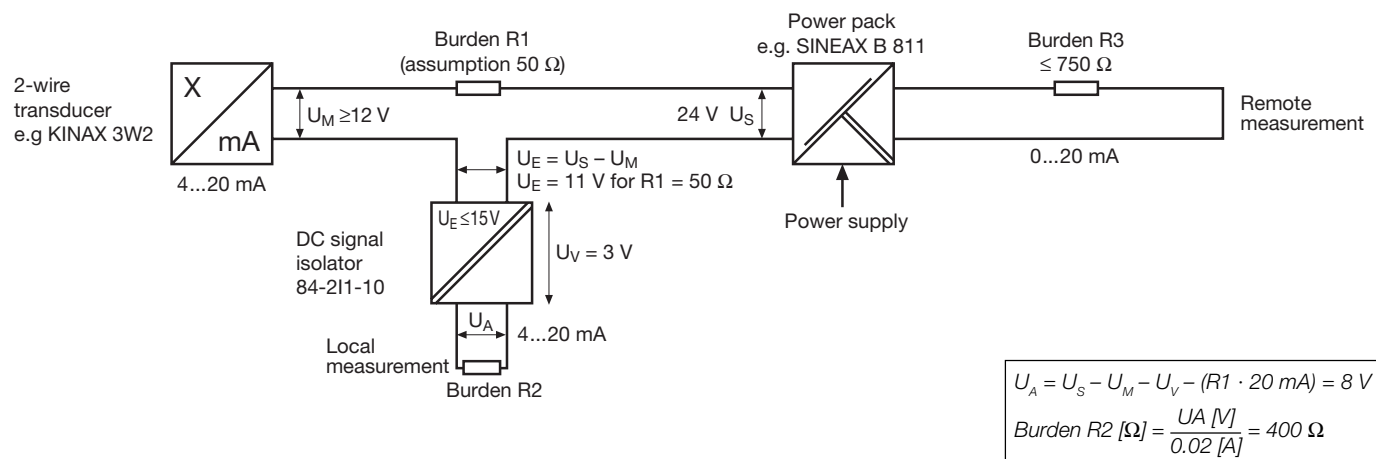 Power pack
e.g. SINEAX B 811
Burden R1
(assumption 50 Ω)
Burden R3
≤ 750 Ω
2-wire
transducer
e.g KINAX 3W2
X
mA
U_M ≥12 V
24 V U_S
Remote
measurement
4...20 mA
0...20 mA
U_E = U_S – U_M
U_E = 11 V for R1 = 50 Ω
Power supply
U_E ≤15V
DC signal
isolator
84-2I1-10
U_V = 3 V
U_A
4...20 mA
Local
measurement
Burden R2
U_A = U_S – U_M – U_V – (R1 · 20 mA) = 8 V
Burden R2 [Ω] = UA [V] / 0.02 [A] = 400 Ω